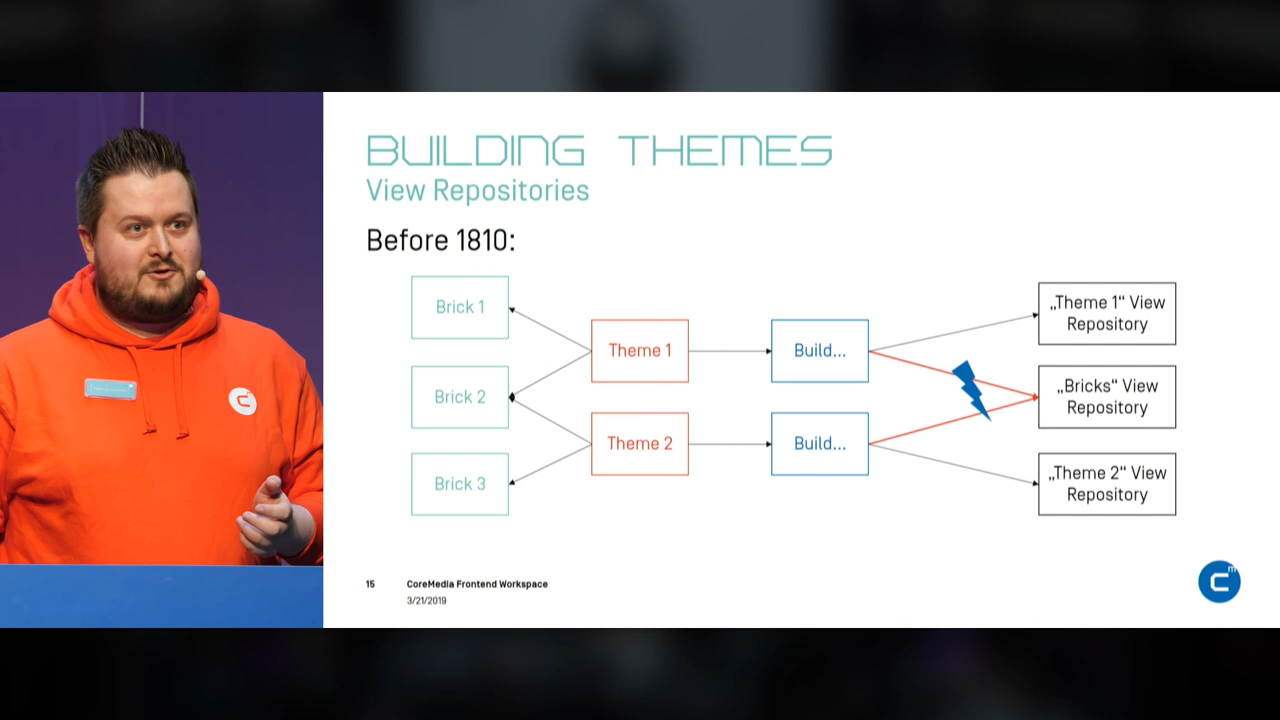 BUILDING THEMES
View Repositories
Before 1810:
Brick 1
Brick 2
Brick 3
Theme 1
Theme 2
Build...
Build...
„Theme 1“ View
Repository
„Bricks“ View
Repository
„Theme 2“ View
Repository
15
CoreMedia Frontend Workspace
3/21/2019
Cm